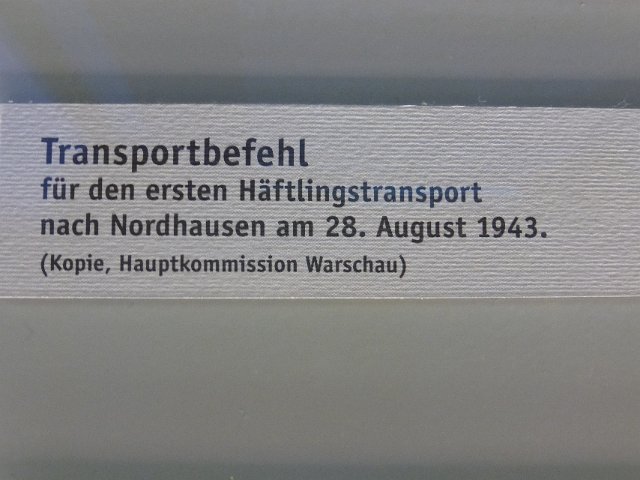 Transportbefehl
für den ersten Häftlingstransport
nach Nordhausen am 28. August 1943.
(Kopie, Hauptkommission Warschau)